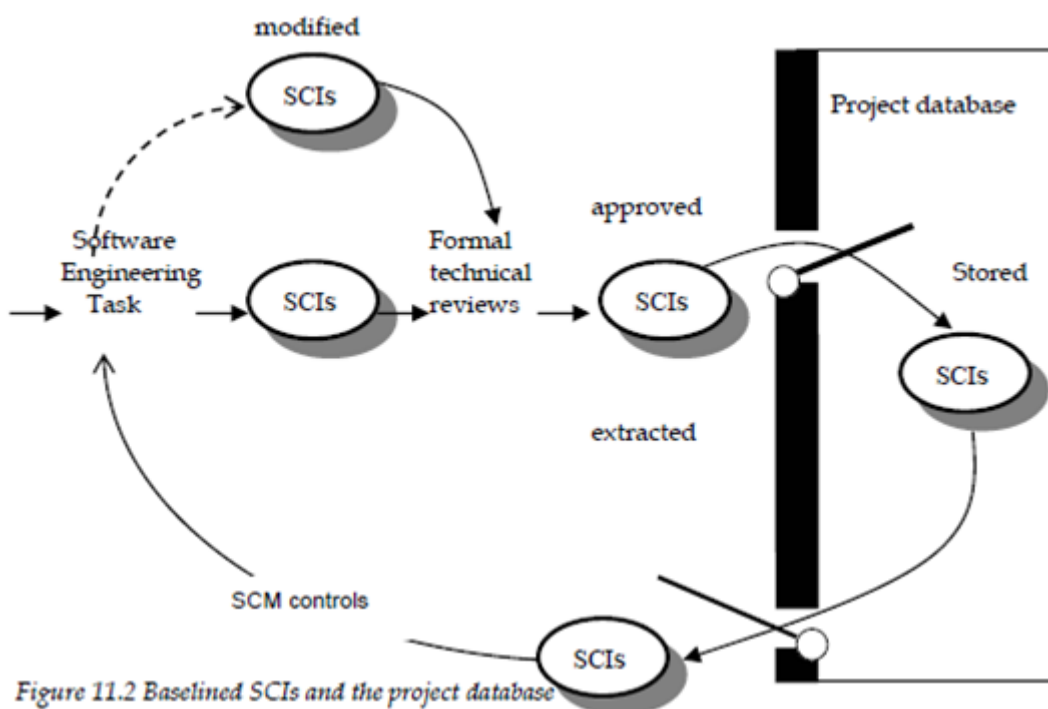 modified
SCIs
Project database
approved
Software
Engineering
Task
Formal
technical
reviews
Stored
SCIs
SCIs
SCIs
extracted
SCM controls
SCIs
Figure 11.2 Baselined SCIs and the project database